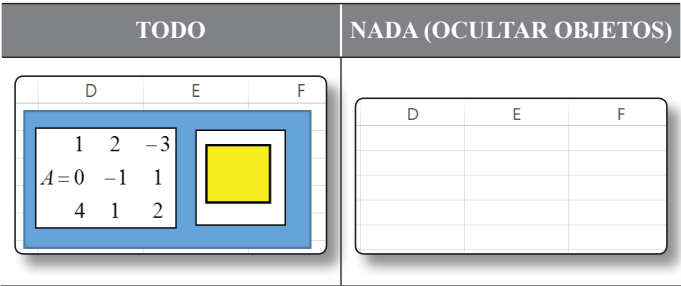 TODO
NADA (OCULTAR OBJETOS)
D E F
1 2 −3
A = 0 −1 1
4 1 2
D E F